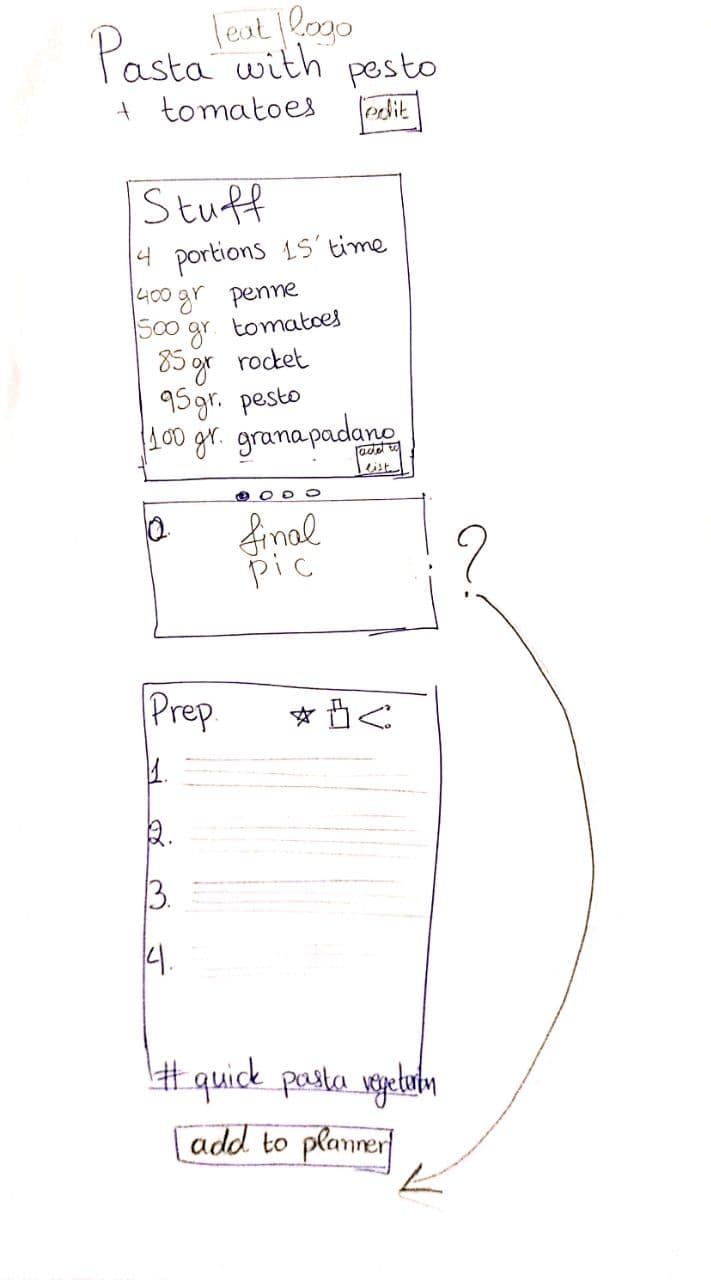 eat logo
Pasta with pesto
+ tomatoes edit
Stuff
4 portions 15' time
400 gr penne
500 gr. tomatoes
85 gr rocket
95 gr. pesto
100 gr. granapadano
add to
list
final
pic
?
Prep.
1.
2.
3.
4.
# quick pasta
add to planner